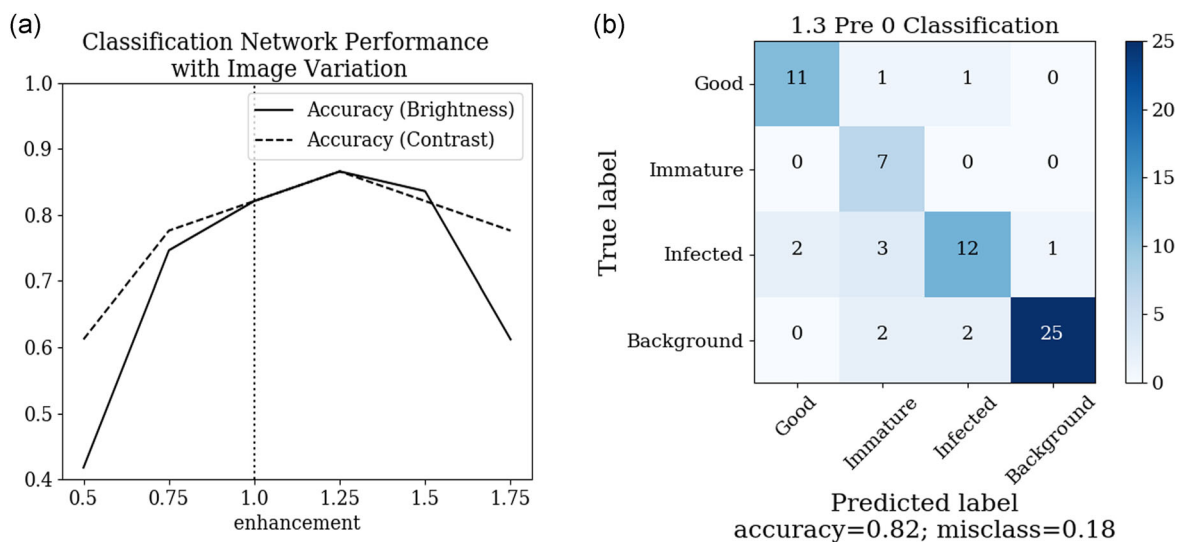 (a)
Classification Network Performance
with Image Variation
1.0
0.9
0.8
0.7
0.6
0.5
0.4
Accuracy (Brightness)
Accuracy (Contrast)
0.5 0.75 1.0 1.25 1.5 1.75
enhancement
(b)
1.3 Pre 0 Classification
True label
Good 11 1 1 0
Immature 0 7 0 0
Infected 2 3 12 1
Background 0 2 2 25
Good Immature Infected Background
Predicted label
accuracy=0.82; misclass=0.18
25
20
15
10
5
0